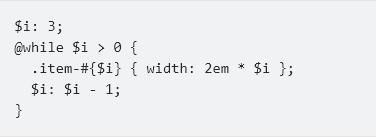 $i: 3;
@while $i > 0 {
  .item-#{$i} { width: 2em * $i };
  $i: $i - 1;
}